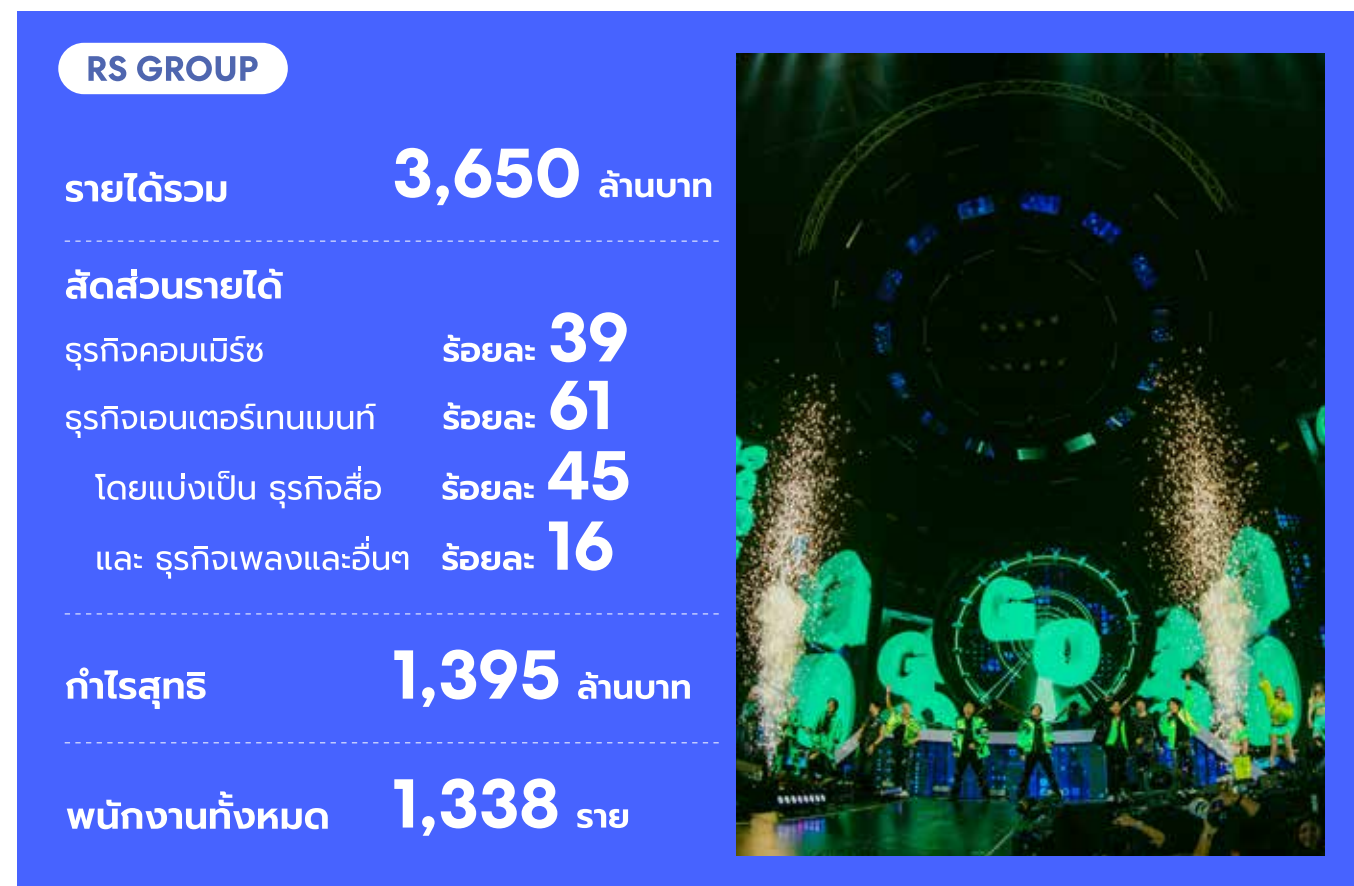 RS GROUP
รายได้รวม 3,650 ล้านบาท
สัดส่วนรายได้
ธุรกิจคอมเมิร์ซ ร้อยละ 39
ธุรกิจเอนเตอร์เทนเมนท์ ร้อยละ 61
โดยแบ่งเป็น ธุรกิจสื่อ ร้อยละ 45
และ ธุรกิจเพลงและอื่นๆ ร้อยละ 16
กำไรสุทธิ 1,395 ล้านบาท
พนักงานทั้งหมด 1,338 ราย